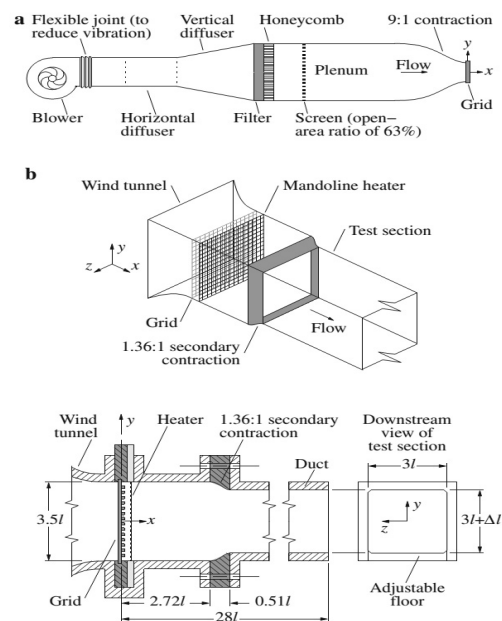 a Flexible joint (to reduce vibration)
Vertical diffuser
Honeycomb
9:1 contraction
y
Plenum
Flow
x
Blower
Horizontal diffuser
Filter
Screen (open–
area ratio of 63%)
Grid
b
Wind tunnel
Mandoline heater
Test section
y
z
x
Grid
Flow
1.36:1 secondary
contraction
Wind
tunnel
y
Heater
1.36:1 secondary
contraction
Duct
Downstream
view of
test section
3l
3.5l
x
y
z
3l+Δl
Grid
2.72l
0.51l
28l
Adjustable
floor